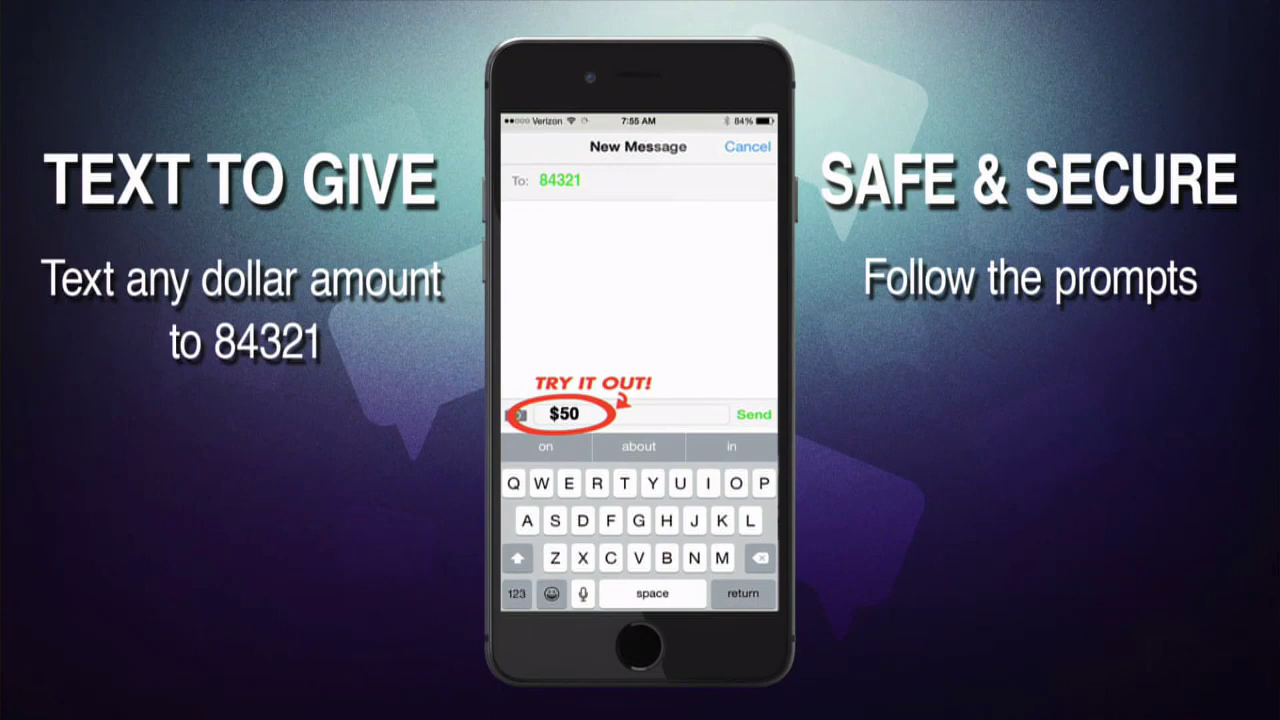 TEXT TO GIVE
Text any dollar amount
to 84321
Verizon 7:55 AM 84%
New Message Cancel
To: 84321
TRY IT OUT!
$50 Send
on about in
Q W E R T Y U I O P
A S D F G H J K L
Z X C V B N M
123 space return
SAFE & SECURE
Follow the prompts